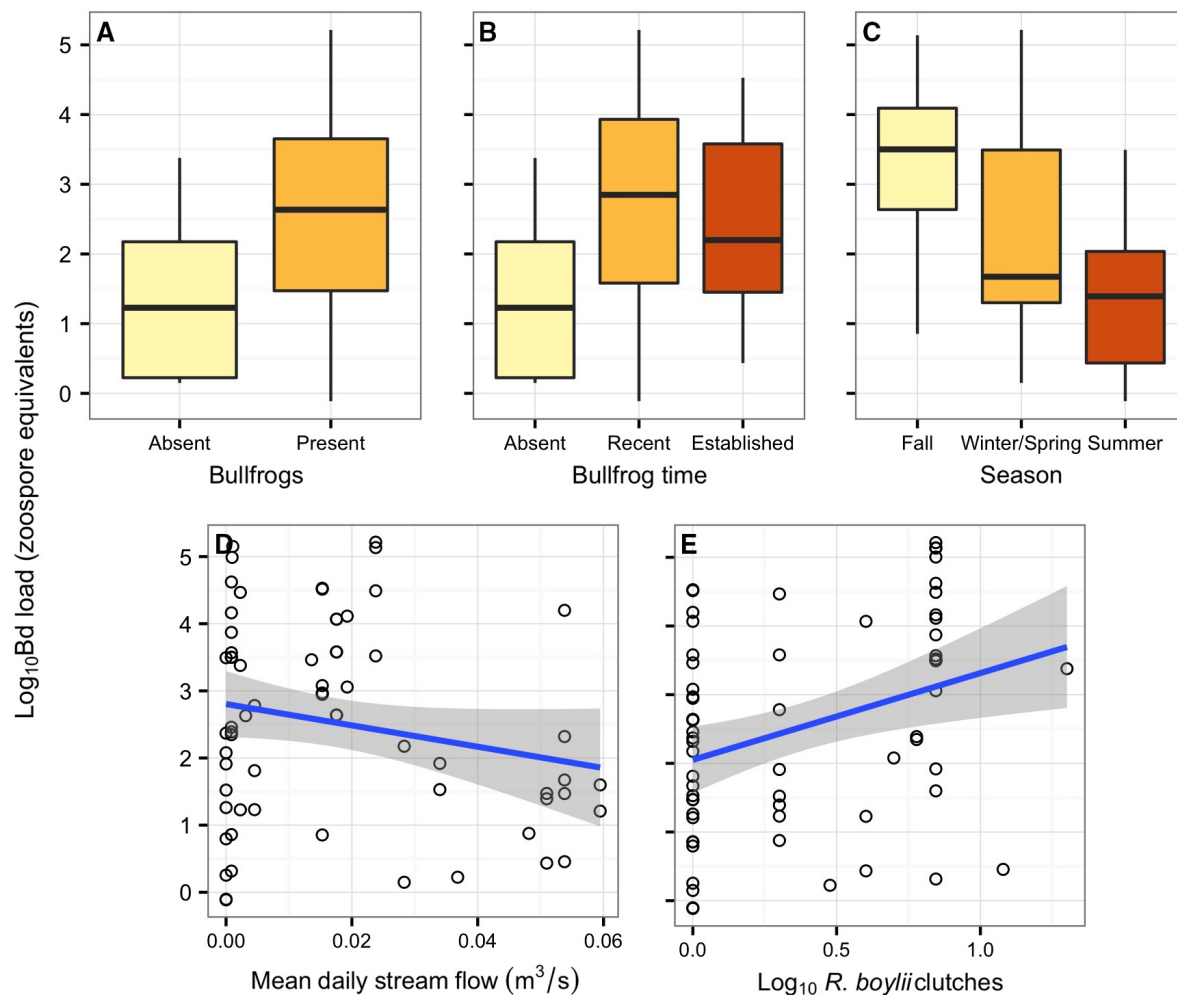 A
B
C
5
4
3
2
1
0
Absent
Present
Absent
Recent
Established
Fall
Winter/Spring
Summer
Bullfrogs
Bullfrog time
Season
Log₁₀Bd load (zoospore equivalents)
D
E
5
4
3
2
1
0
0.00
0.02
0.04
0.06
0.0
0.5
1.0
Mean daily stream flow (m³/s)
Log₁₀ R. boyliiclutches